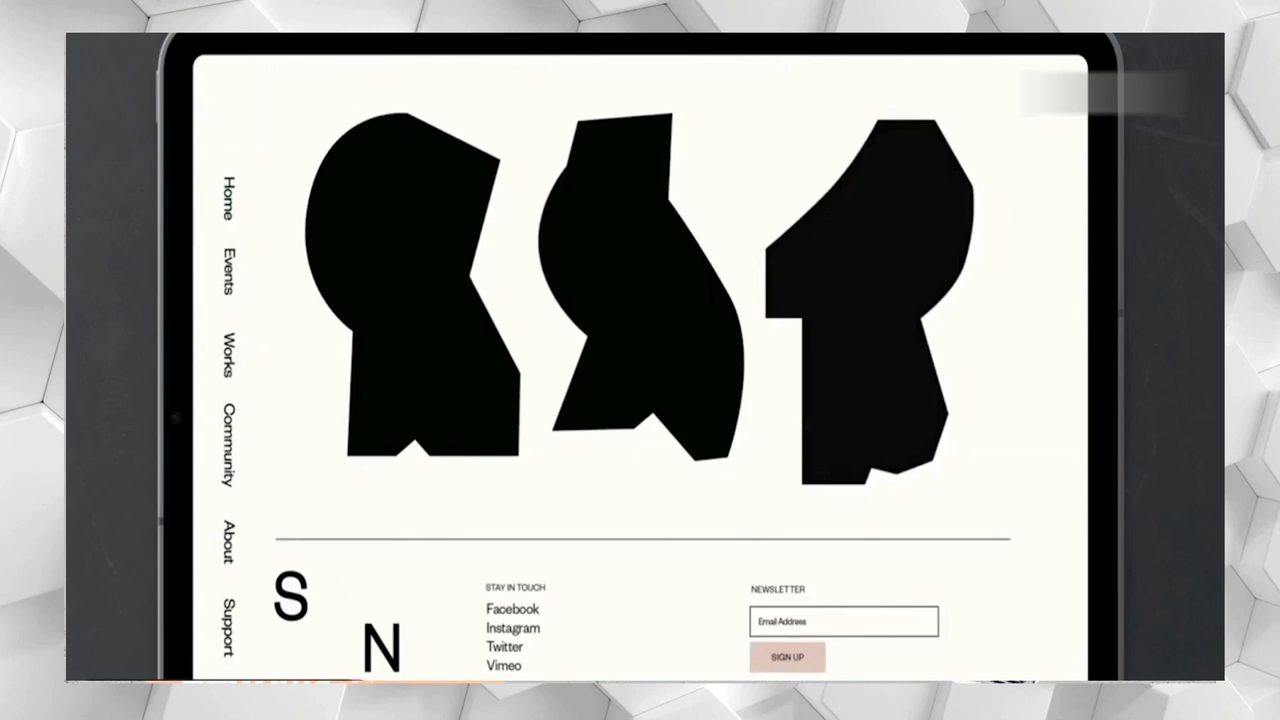 Home
Events
Works
Community
About
Support
S
N
STAY IN TOUCH
Facebook
Instagram
Twitter
Vimeo
NEWSLETTER
Email Address
SIGN UP